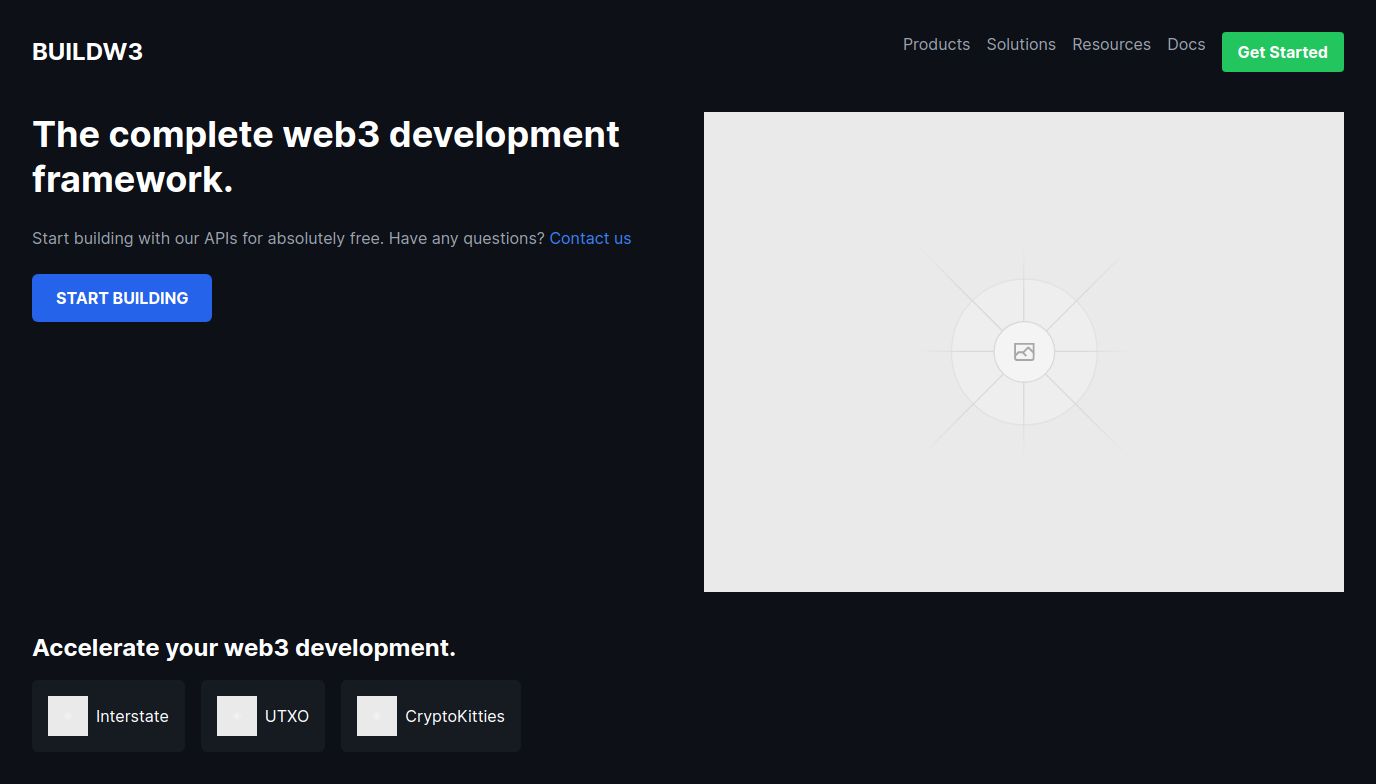 BUILDW3
Products Solutions Resources Docs Get Started
The complete web3 development
framework.
Start building with our APIs for absolutely free. Have any questions? Contact us
START BUILDING
Accelerate your web3 development.
Interstate UTXO CryptoKitties